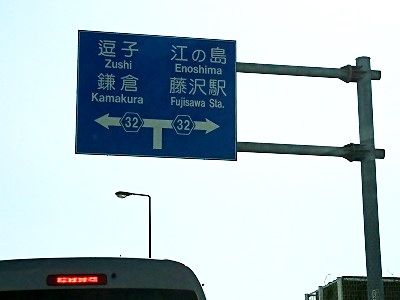 逗子 江の島
Zushi Enoshima
鎌倉 藤沢駅
Kamakura Fujisawa Sta.
32 32